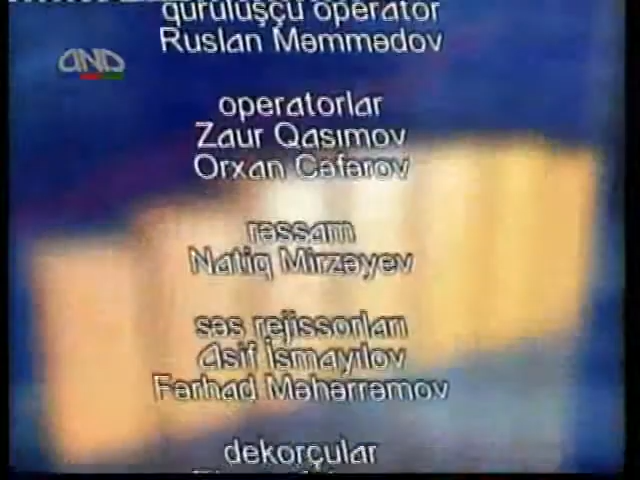 quruluşçu operator
Ruslan Məmmədov
ANS
operatorlar
Zaur Qasımov
Orxan Cəfərov
rəssam
Natiq Mirzəyev
səs rejissorları
Asif İsmayılov
Fərhad Məhərrəmov
dekorçular